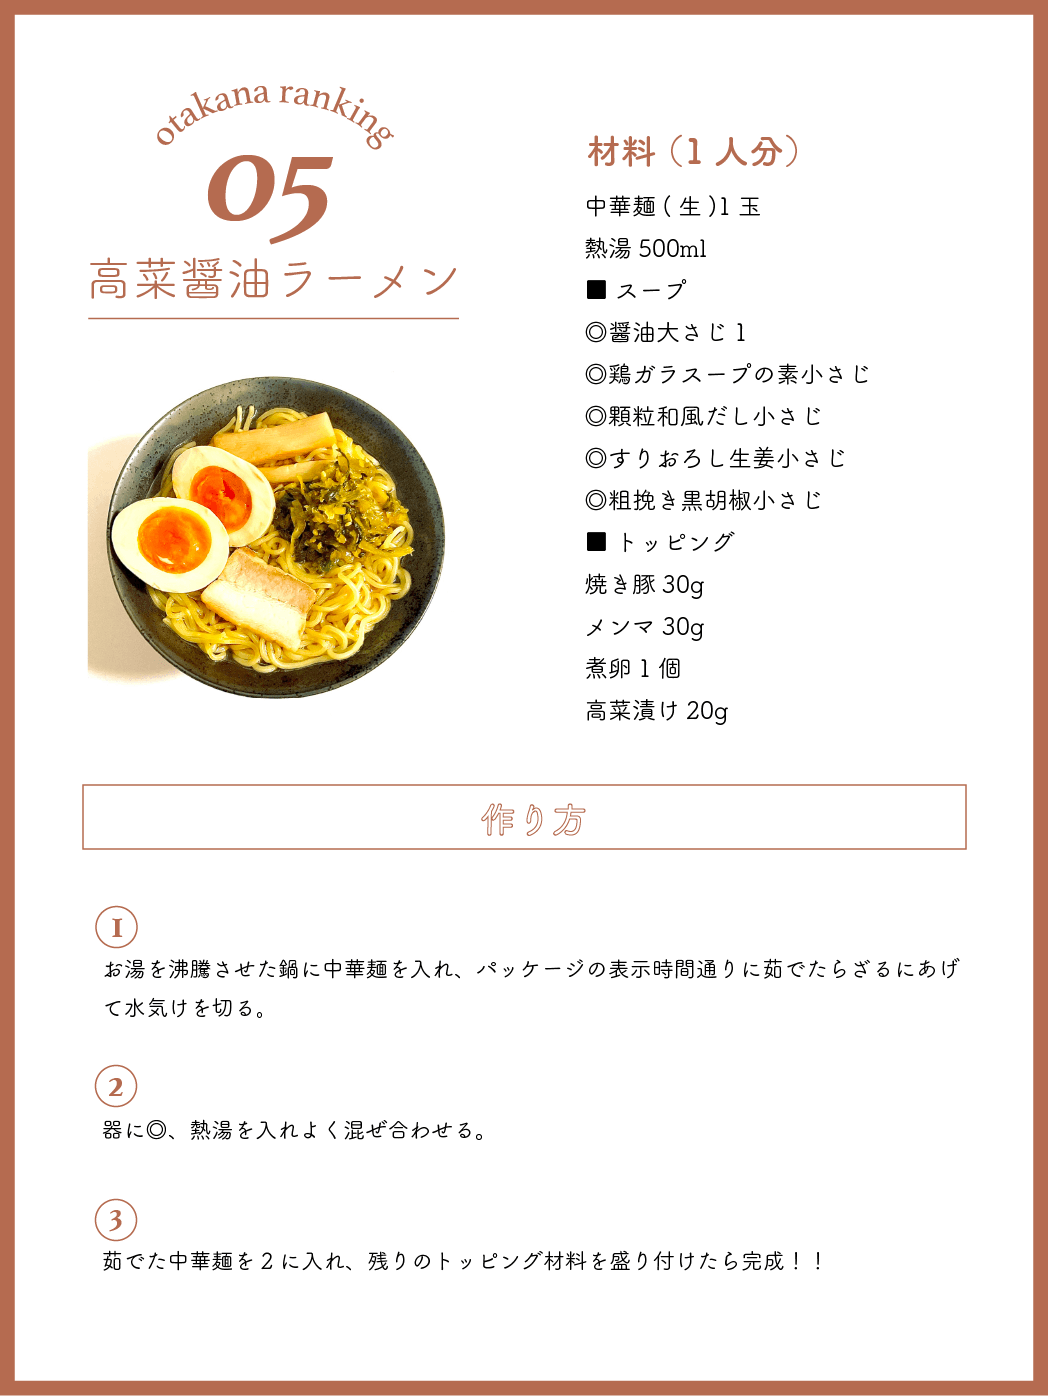 otakana ranking
05
高菜醤油ラーメン
材料（1 人分）
中華麺 ( 生 )1 玉
熱湯 500ml
■ スープ
◎醤油大さじ 1
◎鶏ガラスープの素小さじ
◎顆粒和風だし小さじ
◎すりおろし生姜小さじ
◎粗挽き黒胡椒小さじ
■ トッピング
焼き豚 30g
メンマ 30g
煮卵 1 個
高菜漬け 20g
作り方
1
お湯を沸騰させた鍋に中華麺を入れ、パッケージの表示時間通りに茹でたらざるにあげ
て水気けを切る。
2
器に◎、熱湯を入れよく混ぜ合わせる。
3
茹でた中華麺を 2 に入れ、残りのトッピング材料を盛り付けたら完成！！